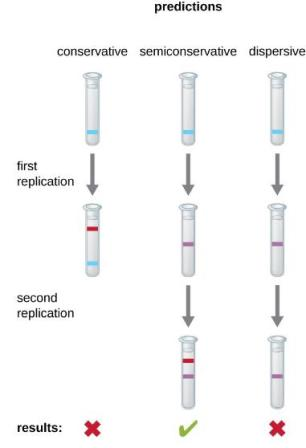 predictions
conservative semiconservative dispersive
first
replication
second
replication
results: